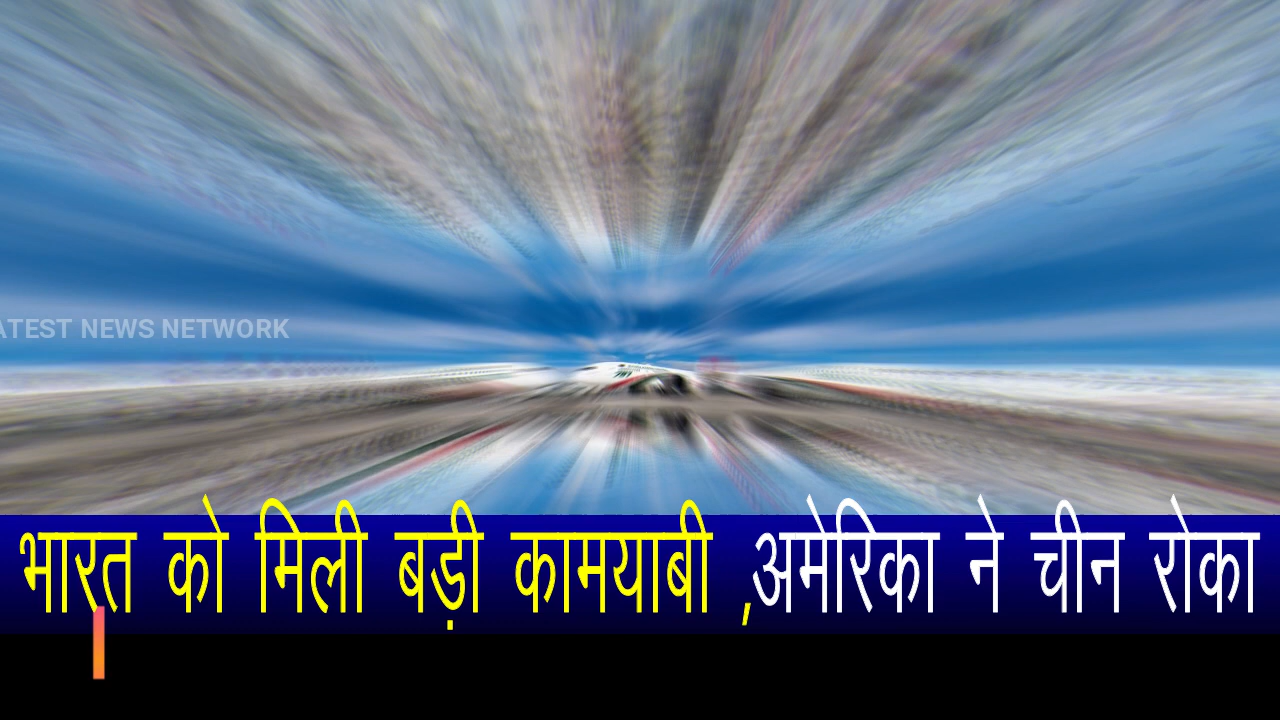 ATEST NEWS NETWORK
भारत को मिली बड़ी कामयाबी ,अमेरिका ने चीन रोका